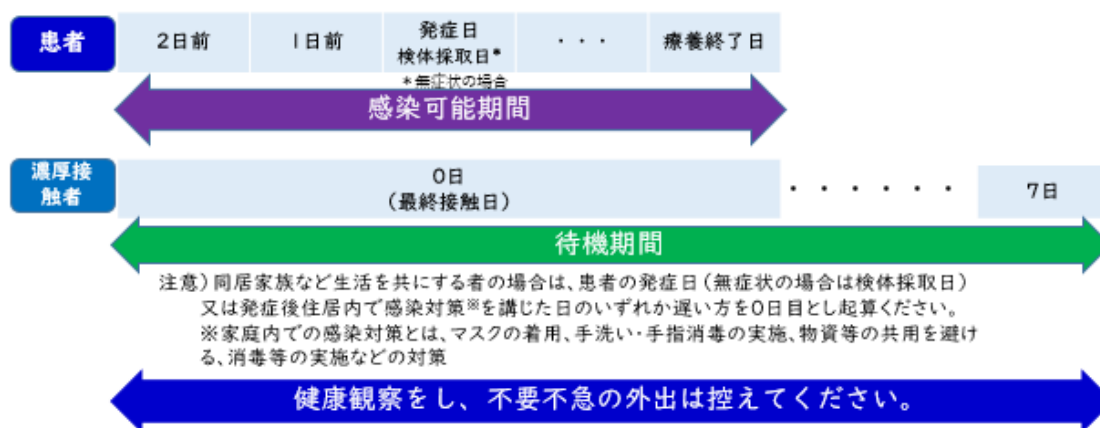 患者
2日前
1日前
発症日
検体採取日*
・・・
療養終了日
*無症状の場合
感染可能期間
濃厚接
触者
0日
(最終接触日)
・・・・・・
7日
待機期間
注意)同居家族など生活を共にする者の場合は、患者の発症日(無症状の場合は検体採取日)
又は発症後住居内で感染対策※を講じた日のいずれか遅い方を0日目とし起算ください。
※家庭内での感染対策とは、マスクの着用、手洗い・手指消毒の実施、物資等の共用を避け
る、消毒等の実施などの対策
健康観察をし、不要不急の外出は控えてください。